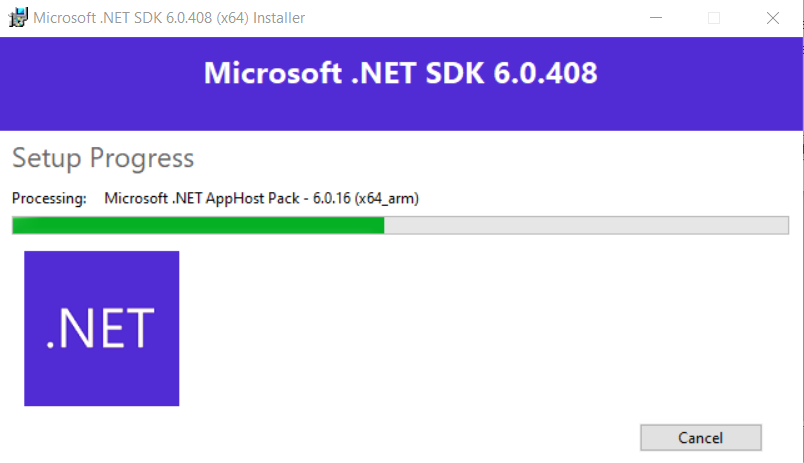 Microsoft .NET SDK 6.0.408 (x64) Installer
Microsoft .NET SDK 6.0.408
Setup Progress
Processing: Microsoft .NET AppHost Pack - 6.0.16 (x64_arm)
.NET
Cancel